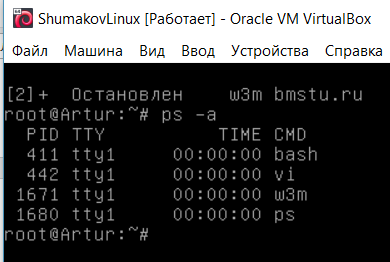 ShumakovLinux [Работает] - Oracle VM VirtualBox
Файл Машина Вид Ввод Устройства Справка
[2]+ Остановлен w3m bmstu.ru
root@Artur:~# ps -a
PID TTY TIME CMD
411 tty1 00:00:00 bash
442 tty1 00:00:00 vi
1671 tty1 00:00:00 w3m
1680 tty1 00:00:00 ps
root@Artur:~#